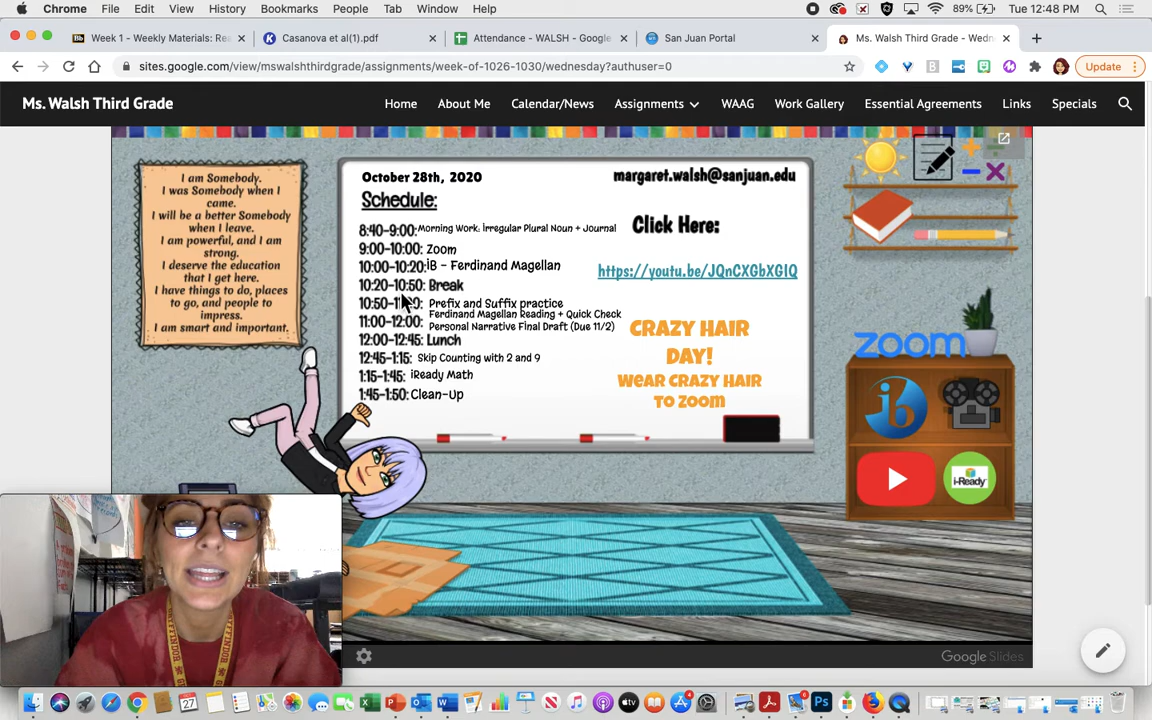 Chrome File Edit View History Bookmarks People Tab Window Help 89% Tue 12:48 PM
Week 1 - Weekly Materials: Re
Casanova et al(1).pdf
Attendance - WALSH - Google
San Juan Portal
Ms. Walsh Third Grade - Wedn
sites.google.com/view/mswalshthirdgrade/assignments/week-of-1026-1030/wednesday?authuser=0
Update
Ms. Walsh Third Grade
Home About Me Calendar/News Assignments WAAG Work Gallery Essential Agreements Links Specials
I am Somebody.
I was Somebody when I
came.
I will be a better Somebody
when I leave.
I am powerful, and I am
strong.
I deserve the education
that I get here.
I have things to do, places
to go, and people to
impress.
I am smart and important.
October 28th, 2020
margaret.walsh@sanjuan.edu
Schedule:
8:40-9:00: Morning Work: Irregular Plural Noun + Journal
9:00-10:00: Zoom
10:00-10:20: iB - Ferdinand Magellan
10:20-10:50: Break
Prefix and Suffix practice
Ferdinand Magellan Reading + Quick Check
11:00-12:00: Personal Narrative Final Draft (Due 11/2)
12:00-12:45: Lunch
12:45-1:15: Skip Counting with 2 and 9
1:15-1:45: iReady Math
1:45-1:50: Clean-Up
Click Here:
https://youtu.be/JQnCXGbXGIQ
CRAZY HAIR
DAY!
WEAR CRAZY HAIR
TO ZOOM
zoom
ib
i-Ready
GRYFFINDOR
Google Slides